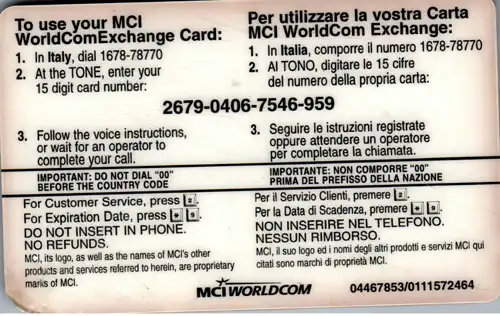 To use your MCI
WorldComExchange Card:
1. In Italy, dial 1678-78770
2. At the TONE, enter your
15 digit card number:
Per utilizzare la vostra Carta
MCI WorldCom Exchange:
1. In Italia, comporre il numero 1678-78770
2. Al TONO, digitare le 15 cifre
del numero della propria carta:
2679-0406-7546-959
3. Follow the voice instructions,
or wait for an operator to
complete your call.
3. Seguire le istruzioni registrate
oppure attendere un operatore
per completare la chiamata.
IMPORTANT: DO NOT DIAL "00"
BEFORE THE COUNTRY CODE
IMPORTANTE: NON COMPORRE "00"
PRIMA DEL PREFISSO DELLA NAZIONE
For Customer Service, press 2.
For Expiration Date, press * 9.
DO NOT INSERT IN PHONE.
NO REFUNDS.
MCI, its logo, as well as the names of MCI's other
products and services referred to herein, are proprietary
marks of MCI.
Per il Servizio Clienti, premere 2.
Per la Data di Scadenza, premere * 9.
NON INSERIRE NEL TELEFONO.
NESSUN RIMBORSO.
MCI, il suo logo ed i nomi degli altri prodotti e servizi MCI qui
citati sono marchi di proprietà MCI.
MCI WORLDCOM
04467853/0111572464